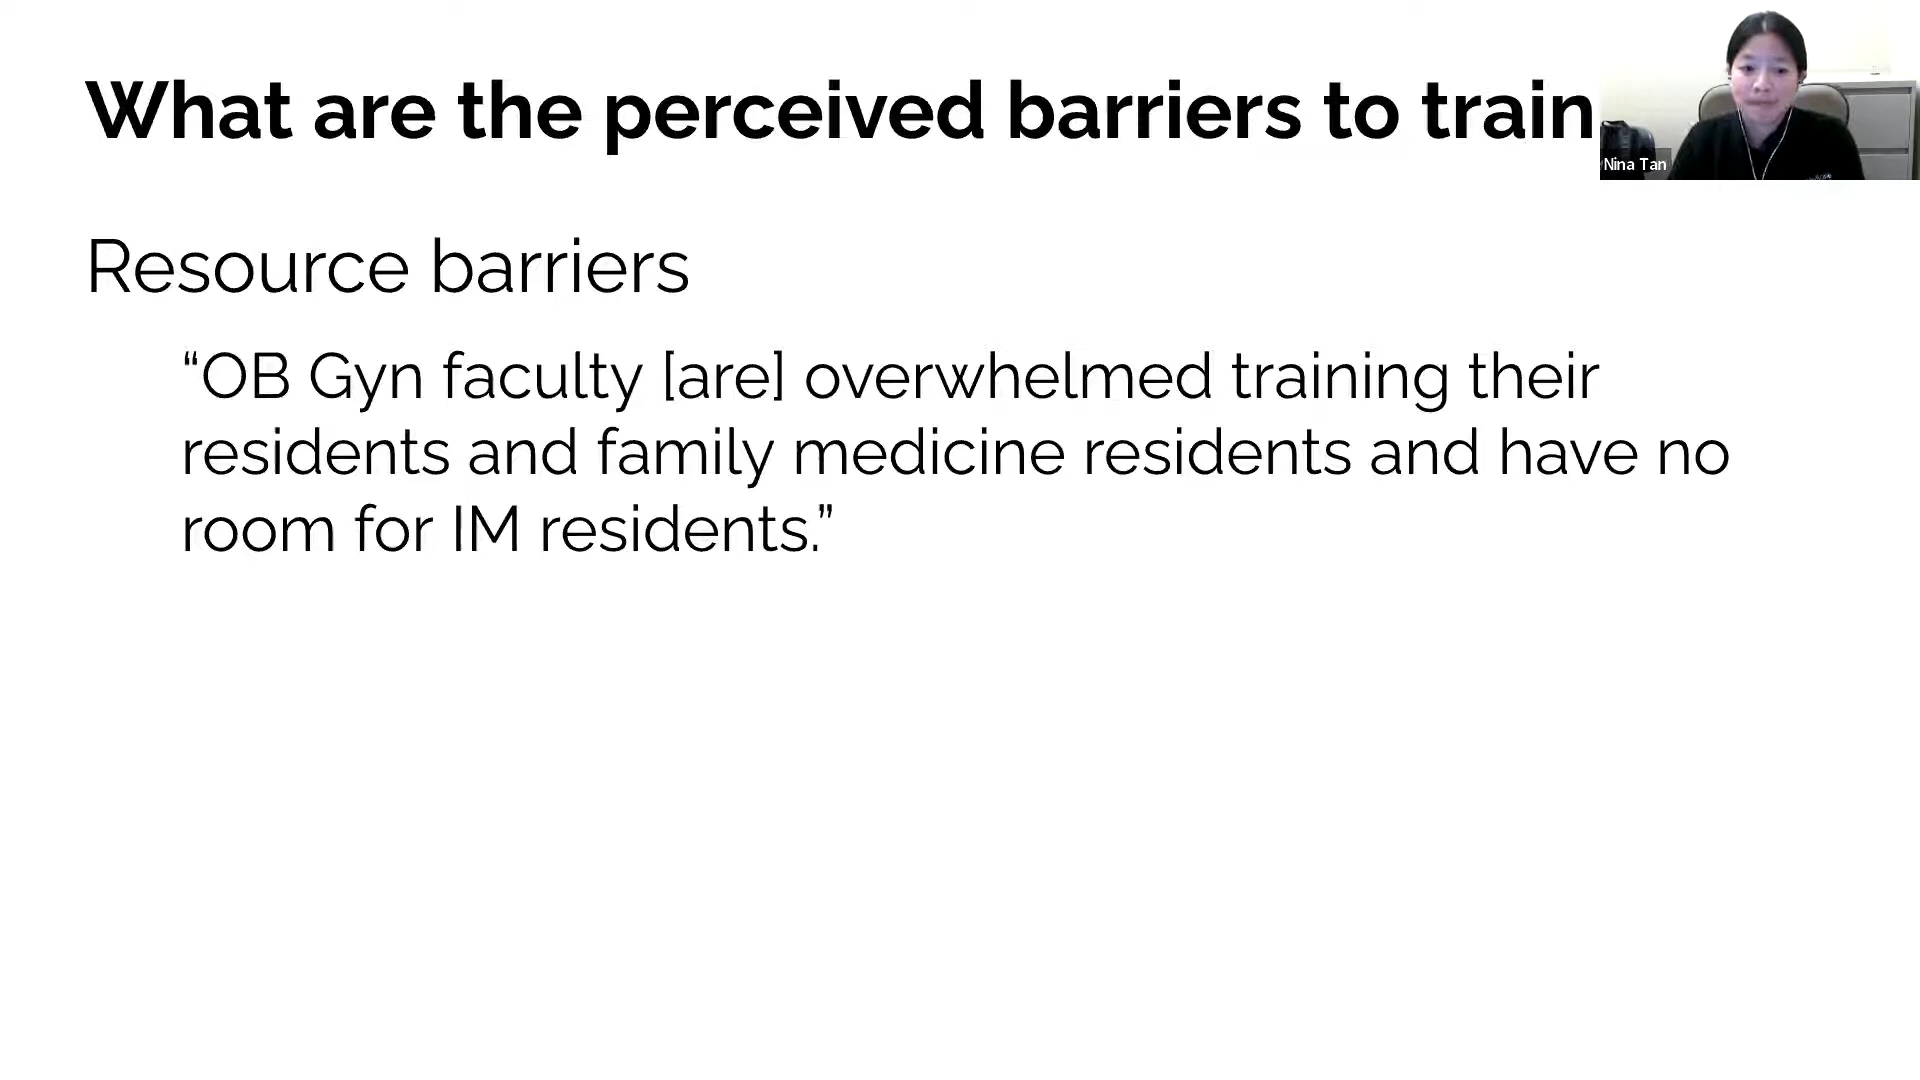 What are the perceived barriers to train
Nina Tan
Resource barriers
“OB Gyn faculty [are] overwhelmed training their
residents and family medicine residents and have no
room for IM residents.”